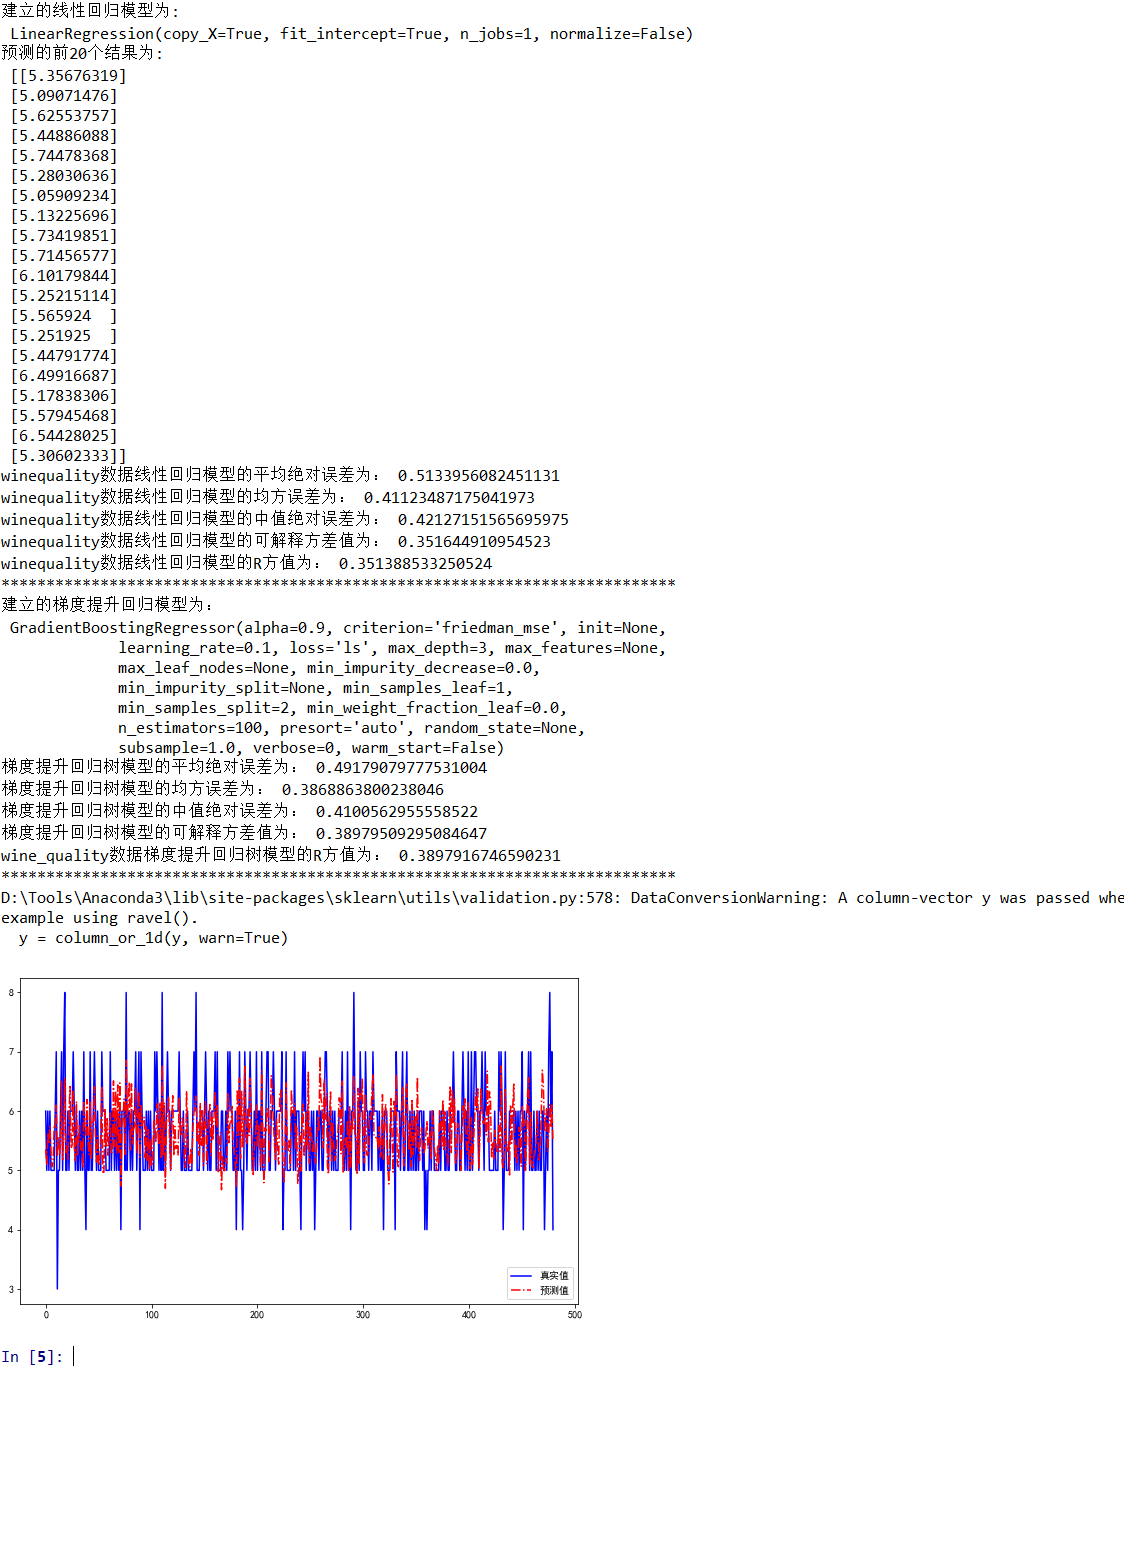 建立的线性回归模型为:
LinearRegression(copy_X=True, fit_intercept=True, n_jobs=1, normalize=False)
预测的前20个结果为:
[[5.35676319]
[5.09071476]
[5.62553757]
[5.44886088]
[5.74478368]
[5.28030636]
[5.05909234]
[5.13225696]
[5.73419851]
[5.71456577]
[6.10179844]
[5.25215114]
[5.565924  ]
[5.251925  ]
[5.44791774]
[6.49916687]
[5.17838306]
[5.57945468]
[6.54428025]
[5.30602333]]
winequality数据线性回归模型的平均绝对误差为： 0.5133956082451131
winequality数据线性回归模型的均方误差为： 0.41123487175041973
winequality数据线性回归模型的中值绝对误差为： 0.42127151565695975
winequality数据线性回归模型的可解释方差值为： 0.351644910954523
winequality数据线性回归模型的R方值为： 0.351388533250524
***************************************************************************
建立的梯度提升回归模型为：
GradientBoostingRegressor(alpha=0.9, criterion='friedman_mse', init=None,
learning_rate=0.1, loss='ls', max_depth=3, max_features=None,
max_leaf_nodes=None, min_impurity_decrease=0.0,
min_impurity_split=None, min_samples_leaf=1,
min_samples_split=2, min_weight_fraction_leaf=0.0,
n_estimators=100, presort='auto', random_state=None,
subsample=1.0, verbose=0, warm_start=False)
梯度提升回归树模型的平均绝对误差为： 0.49179079777531004
梯度提升回归树模型的均方误差为： 0.3868863800238046
梯度提升回归树模型的中值绝对误差为： 0.4100562955558522
梯度提升回归树模型的可解释方差值为： 0.38979509295084647
wine_quality数据梯度提升回归树模型的R方值为： 0.3897916746590231
***************************************************************************
D:\Tools\Anaconda3\lib\site-packages\sklearn\utils\validation.py:578: DataConversionWarning: A column-vector y was passed whe
example using ravel().
y = column_or_1d(y, warn=True)
8
7
6
5
4
3
真实值
预测值
0 100 200 300 400 500
In [5]: